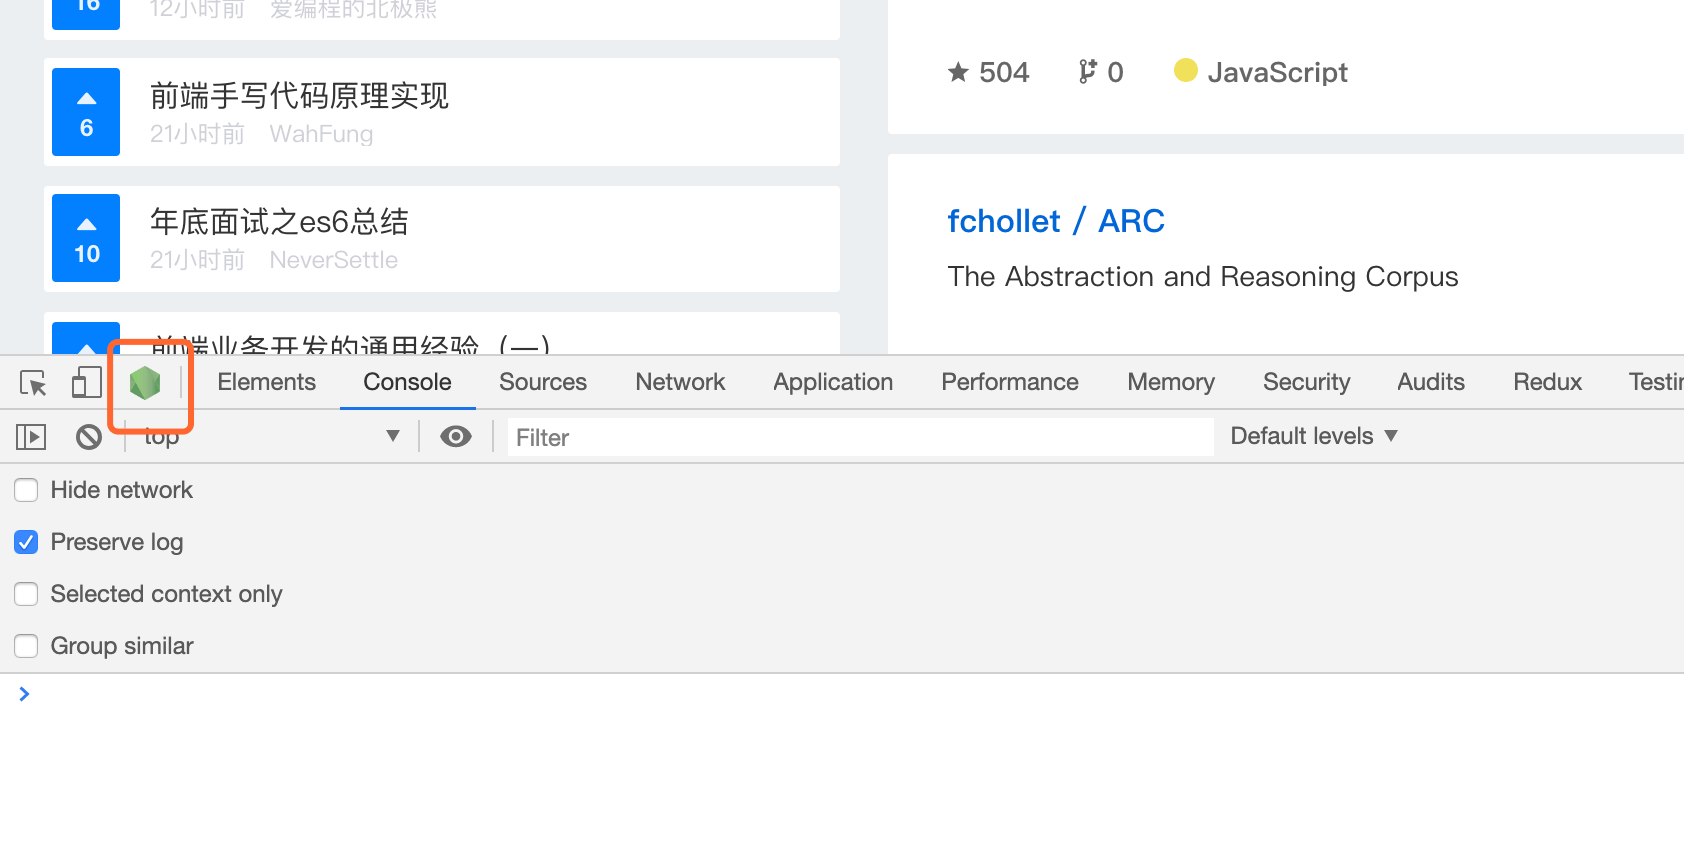 16
12小时前 爱编程的北极熊
6
前端手写代码原理实现
21小时前 WahFung
10
年底面试之es6总结
21小时前 NeverSettle
前端业务开发的通用经验（一）
504 0 JavaScript
fchollet / ARC
The Abstraction and Reasoning Corpus
Elements Console Sources Network Application Performance Memory Security Audits Redux Testin
top Filter Default levels
Hide network
Preserve log
Selected context only
Group similar